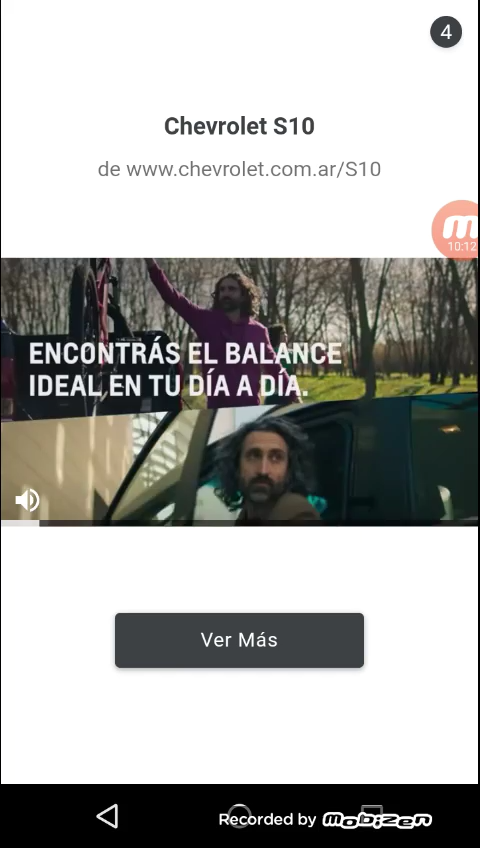 4
Chevrolet S10
de www.chevrolet.com.ar/S10
m
10:12
ENCONTRÁS EL BALANCE
IDEAL EN TU DÍA A DÍA.
Ver Más
Recorded by mobizen